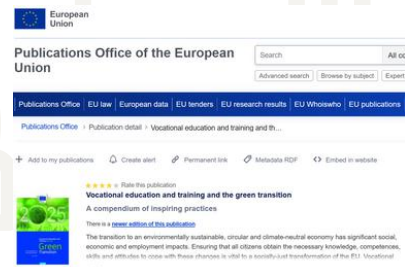 European
Union
Publications Office of the European
Union
Search
All co
Advanced search
Browse by subject
Expert
Publications Office
EU law
European data
EU tenders
EU research results
EU Whoiswho
EU publications
Publications Office > Publication detail > Vocational education and training and th...
Add to my publications
Create alert
Permanent link
Metadata RDF
Embed in website
Rate this publication
Vocational education and training and the green transition
A compendium of inspiring practices
There is a newer edition of this publication
The transition to an environmentally sustainable, circular and climate-neutral economy has significant social,
economic and employment impacts. Ensuring that all citizens obtain the necessary knowledge, competences,
skills and attitudes to cope with these changes is vital to a socially-just transformation of the EU. Vocational
Green